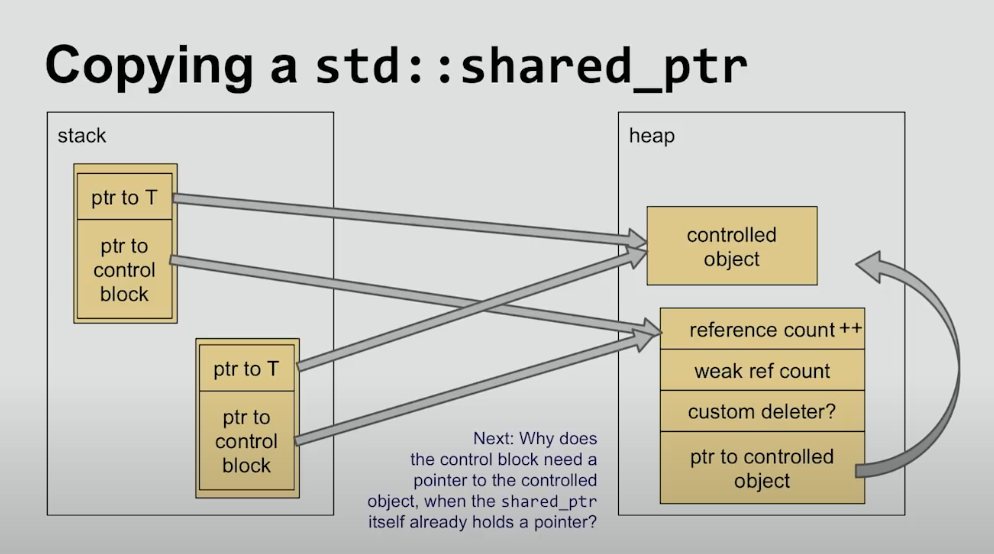 Copying a std::shared_ptr
stack
ptr to T
ptr to
control
block
ptr to T
ptr to
control
block
Next: Why does
the control block need a
pointer to the controlled
object, when the shared_ptr
itself already holds a pointer?
heap
controlled
object
reference count ++
weak ref count
custom deleter?
ptr to controlled
object